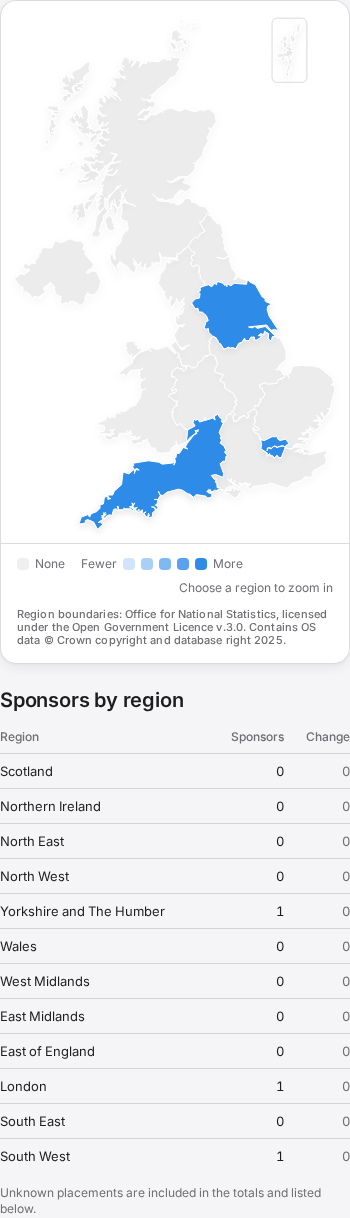 None Fewer More
Choose a region to zoom in
Region boundaries: Office for National Statistics, licensed
under the Open Government Licence v.3.0. Contains OS
data © Crown copyright and database right 2025.
Sponsors by region
Region Sponsors Change
Scotland 0 0
Northern Ireland 0 0
North East 0 0
North West 0 0
Yorkshire and The Humber 1 0
Wales 0 0
West Midlands 0 0
East Midlands 0 0
East of England 0 0
London 1 0
South East 0 0
South West 1 0
Unknown placements are included in the totals and listed
below.